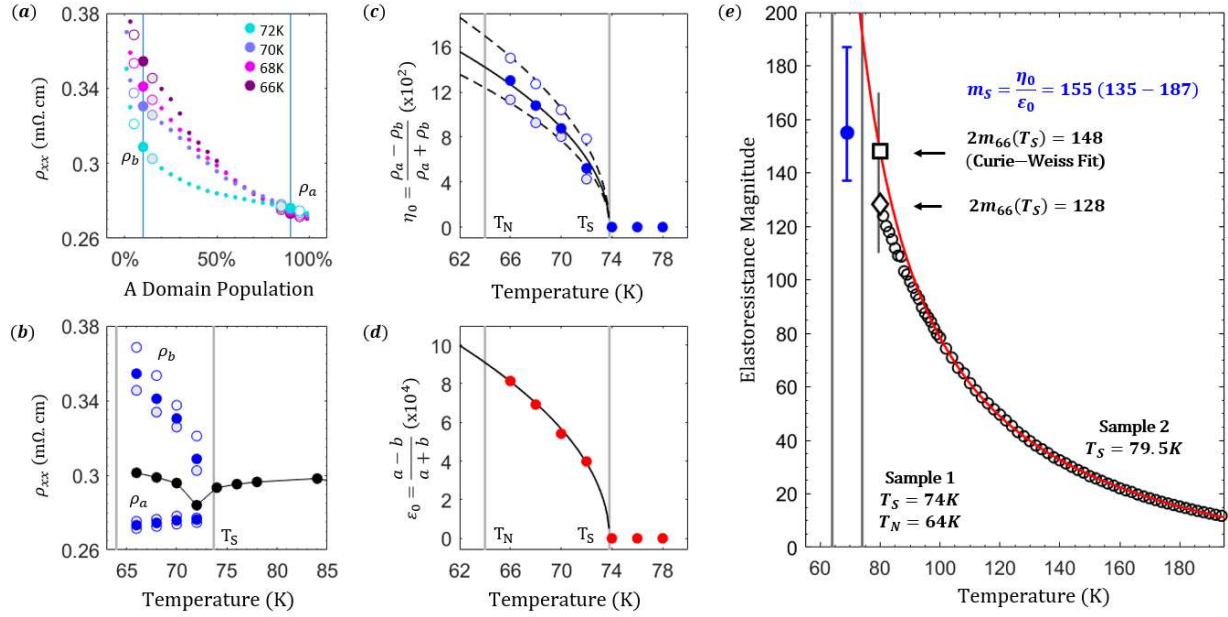 (a)
0.38
0.34
0.3
0.26
ρxx (mΩ. cm)
72K
70K
68K
66K
ρb
ρa
0% 50% 100%
A Domain Population
(b)
0.38
0.34
0.3
0.26
ρxx (mΩ. cm)
ρb
ρa
TS
65 70 75 80 85
Temperature (K)
(c)
16
12
8
4
0
η0 = ρa − ρb / ρa + ρb (x10²)
TN
TS
62 66 70 74 78
Temperature (K)
(d)
10
8
6
4
2
0
ε0 = a − b / a + b (x10⁴)
TN
TS
62 66 70 74 78
Temperature (K)
(e)
200
180
160
140
120
100
80
60
40
20
0
Elastoresistance Magnitude
mS = η0 / ε0 = 155 (135 − 187)
2m66(TS) = 148
(Curie−Weiss Fit)
2m66(TS) = 128
Sample 2
TS = 79.5K
Sample 1
TS = 74K
TN = 64K
60 80 100 120 140 160 180
Temperature (K)